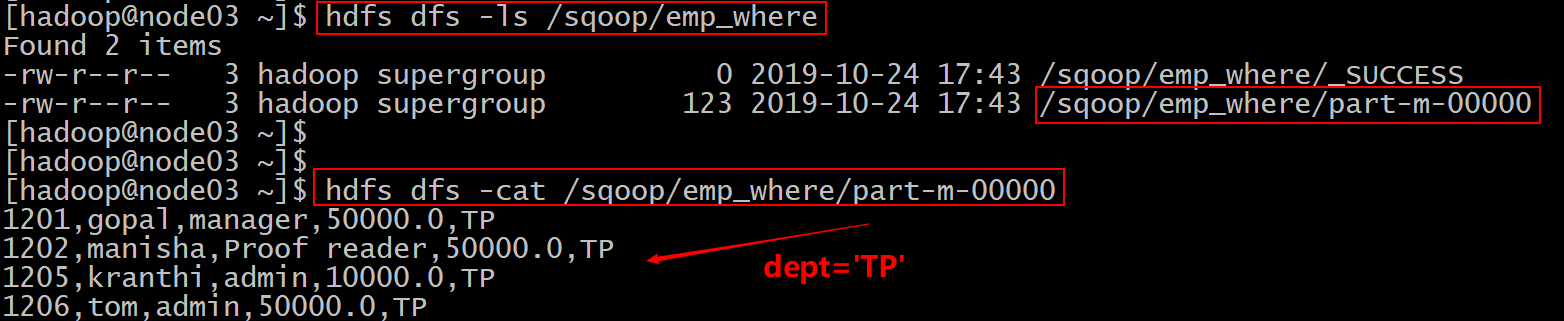 [hadoop@node03 ~]$ hdfs dfs -ls /sqoop/emp_where
Found 2 items
-rw-r--r--   3 hadoop supergroup          0 2019-10-24 17:43 /sqoop/emp_where/_SUCCESS
-rw-r--r--   3 hadoop supergroup        123 2019-10-24 17:43 /sqoop/emp_where/part-m-00000
[hadoop@node03 ~]$
[hadoop@node03 ~]$
[hadoop@node03 ~]$ hdfs dfs -cat /sqoop/emp_where/part-m-00000
1201,gopal,manager,50000.0,TP
1202,manisha,Proof reader,50000.0,TP
1205,kranthi,admin,10000.0,TP
dept='TP'
1206,tom,admin,50000.0,TP